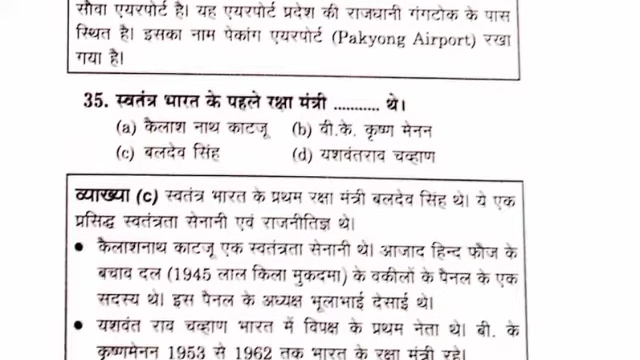 सौवा एयरपोर्ट है। यह एयरपोर्ट प्रदेश की राजधानी गंगटोक के पास
स्थित है। इसका नाम पेकांग एयरपोर्ट (Pakyong Airport) रखा
गया है।
35. स्वतंत्र भारत के पहले रक्षा मंत्री ........... थे।
(a) कैलाश नाथ काटजू (b) वी.के. कृष्ण मेनन
(c) बलदेव सिंह (d) यशवंतराव चव्हाण
व्याख्या (c) स्वतंत्र भारत के प्रथम रक्षा मंत्री बलदेव सिंह थे। ये एक
प्रसिद्ध स्वतंत्रता सेनानी एवं राजनीतिज्ञ थे।
● कैलाशनाथ काटजू एक स्वतंत्रता सेनानी थे। आजाद हिन्द फौज के
बचाव दल (1945 लाल किला मुकदमा) के वकीलों के पैनल के एक
सदस्य थे। इस पैनल के अध्यक्ष भूलाभाई देसाई थे।
● यशवंत राव चव्हाण भारत में विपक्ष के प्रथम नेता थे। बी. के
कृष्णमेनन 1953 से 1962 तक भारत के रक्षा मंत्री रहे।